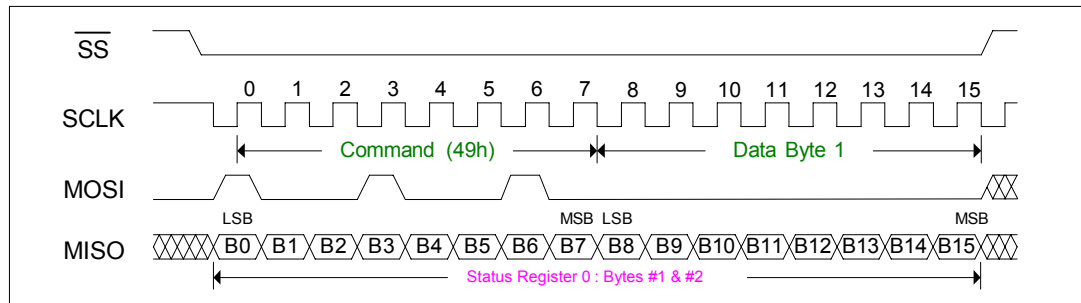 SS
0 1 2 3 4 5 6 7 8 9 10 11 12 13 14 15
SCLK
Command (49h) Data Byte 1
MOSI
LSB MSB LSB MSB
MISO B0 B1 B2 B3 B4 B5 B6 B7 B8 B9 B10 B11 B12 B13 B14 B15
Status Register 0 : Bytes #1 & #2